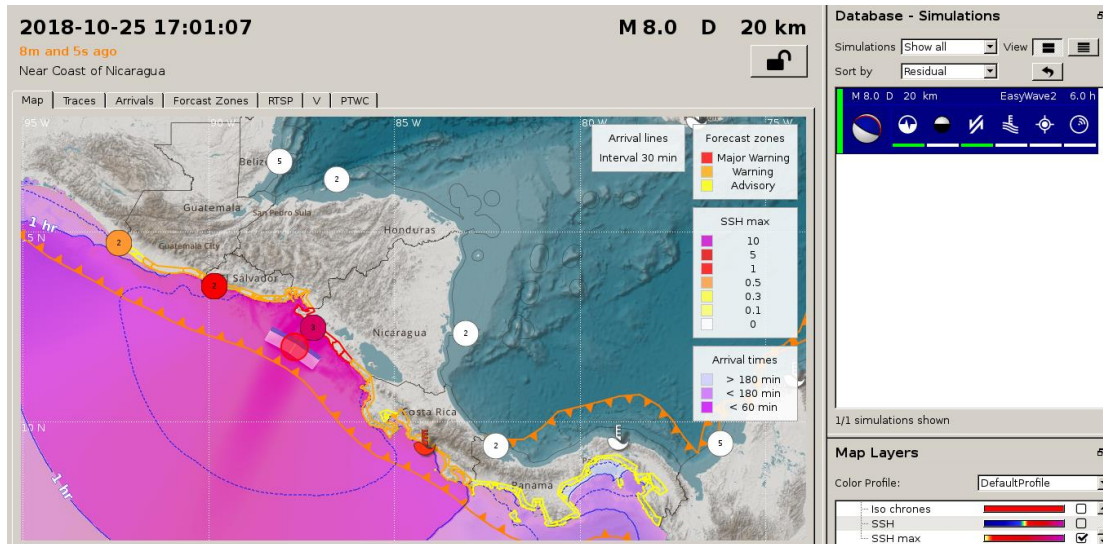 2018-10-25 17:01:07
M 8.0 D 20 km
8m and 5s ago
Near Coast of Nicaragua
Map Traces Arrivals Forcast Zones RTSP V PTWC
95 W 90 W 85 W 80 W 75 W
Arrival lines
Interval 30 min
Forecast zones
Major Warning
Warning
Advisory
5
2
Guatemala
San Pedro Sula
Honduras
1 hr
5 N
2
Guatemala City
SSH max
10
5
1
0.5
0.3
0.1
0
2
Salvador
3
Nicaragua
2
Arrival times
> 180 min
< 180 min
< 60 min
Costa Rica
10 N
2
5
Panama
1 hr
Database - Simulations
Simulations Show all View
Sort by Residual
M 8.0 D 20 km EasyWave2 6.0 h
1/1 simulations shown
Map Layers
Color Profile: DefaultProfile
Iso chrones
SSH
SSH max